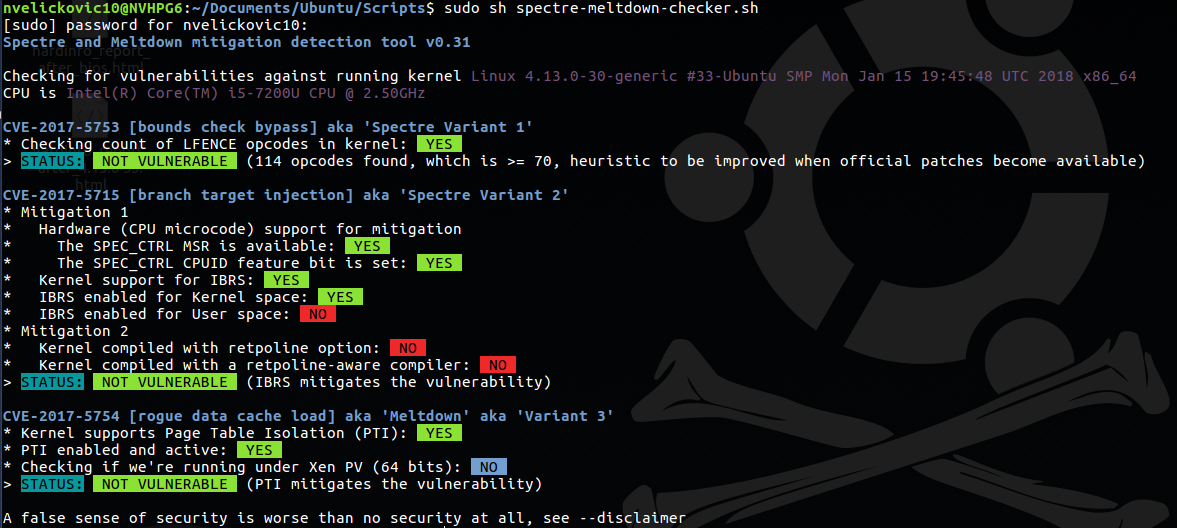 nvelickovic10@NVHPG6:~/Documents/Ubuntu/Scripts$ sudo sh spectre-meltdown-checker.sh
[sudo] password for nvelickovic10:
Spectre and Meltdown mitigation detection tool v0.31
hardinfo_report_
after_bios.html
Checking for vulnerabilities against running kernel Linux 4.13.0-30-generic #33-Ubuntu SMP Mon Jan 15 19:45:48 UTC 2018 x86_64
CPU is Intel(R) Core(TM) i5-7200U CPU @ 2.50GHz
CVE-2017-5753 [bounds check bypass] aka 'Spectre Variant 1'
* Checking count of LFENCE opcodes in kernel: YES
> STATUS: NOT VULNERABLE (114 opcodes found, which is >= 70, heuristic to be improved when official patches become available)
html
CVE-2017-5715 [branch target injection] aka 'Spectre Variant 2'
* Mitigation 1
*   Hardware (CPU microcode) support for mitigation
*     The SPEC_CTRL MSR is available: YES
*     The SPEC_CTRL CPUID feature bit is set: YES
*   Kernel support for IBRS: YES
*   IBRS enabled for Kernel space: YES
*   IBRS enabled for User space: NO
* Mitigation 2
*   Kernel compiled with retpoline option: NO
*   Kernel compiled with a retpoline-aware compiler: NO
> STATUS: NOT VULNERABLE (IBRS mitigates the vulnerability)
CVE-2017-5754 [rogue data cache load] aka 'Meltdown' aka 'Variant 3'
* Kernel supports Page Table Isolation (PTI): YES
* PTI enabled and active: YES
* Checking if we're running under Xen PV (64 bits): NO
> STATUS: NOT VULNERABLE (PTI mitigates the vulnerability)
A false sense of security is worse than no security at all, see --disclaimer